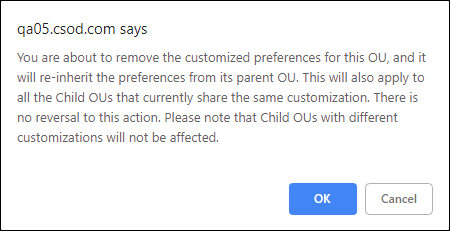 qa05.csod.com says
You are about to remove the customized preferences for this OU, and it
will re-inherit the preferences from its parent OU. This will also apply to
all the Child OUs that currently share the same customization. There is
no reversal to this action. Please note that Child OUs with different
customizations will not be affected.
OK
Cancel